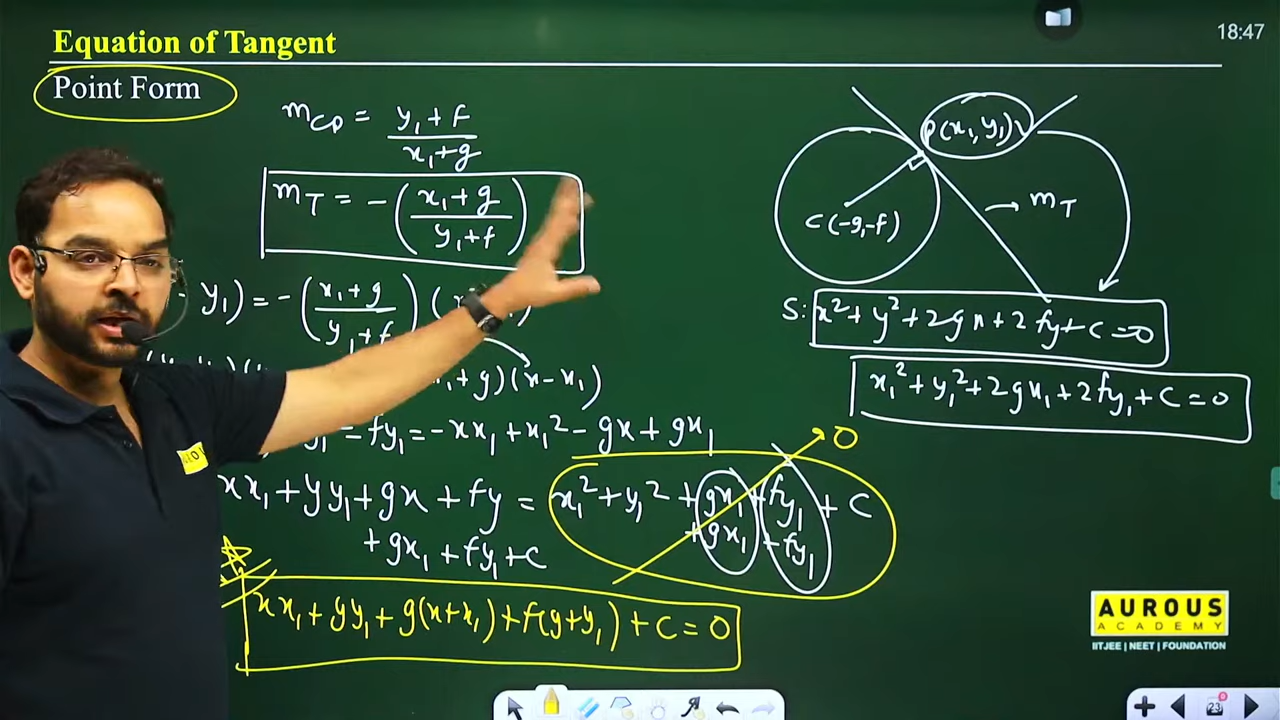 18:47
Equation of Tangent
Point Form
m_CP = (y₁ + f)/(x₁ + g)
m_T = -((x₁ + g)/(y₁ + f))
y₁) = -((x₁ + g)/(y₁ + f)) (
+ g)(x - x₁)
- fy₁ = -xx₁ + x₁² - gx + gx₁
xx₁ + yy₁ + gx + fy = x₁² + y₁² + gx₁ + fy₁ + c
+ gx₁ + fy₁ + c + gx₁ + fy₁
0
xx₁ + yy₁ + g(x + x₁) + f(y + y₁) + c = 0
P(x₁, y₁)
C(-g, -f)
→ m_T
S: x² + y² + 2gx + 2fy + c = 0
x₁² + y₁² + 2gx₁ + 2fy₁ + c = 0
AUROUS
ACADEMY
IITJEE | NEET | FOUNDATION
23